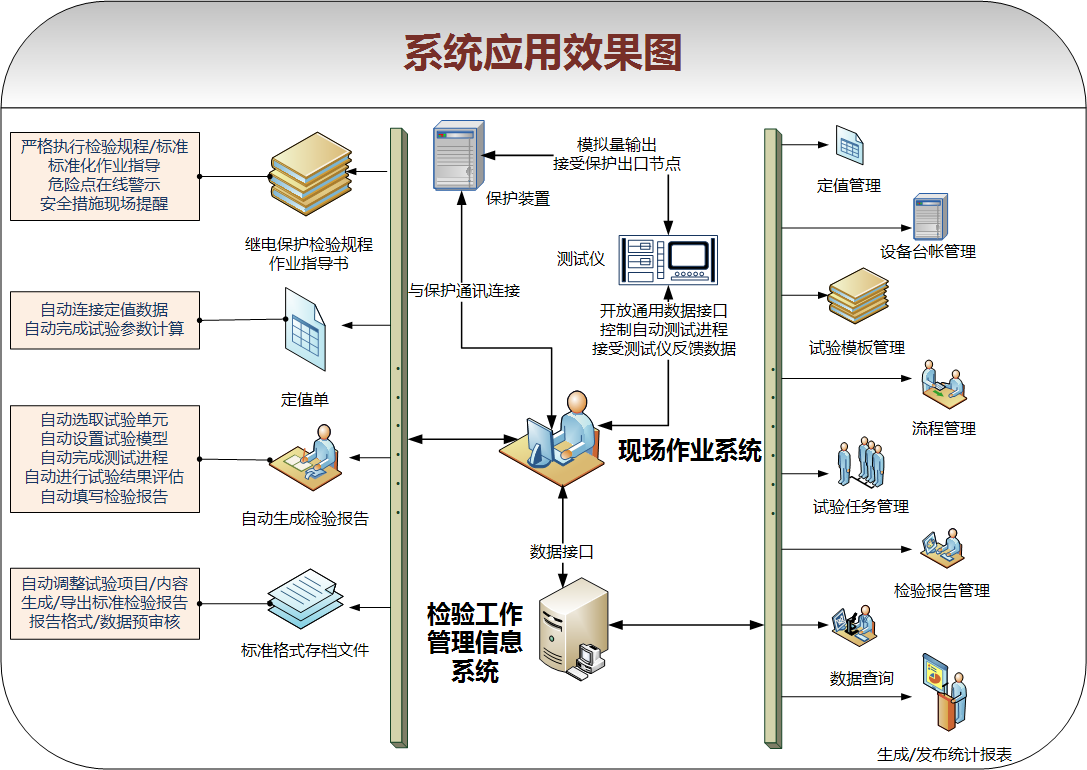 系统应用效果图
严格执行检验规程/标准
标准化作业指导
危险点在线警示
安全措施现场提醒
继电保护检验规程
作业指导书
自动连接定值数据
自动完成试验参数计算
定值单
自动选取试验单元
自动设置试验模型
自动完成测试进程
自动进行试验结果评估
自动填写检验报告
自动生成检验报告
自动调整试验项目/内容
生成/导出标准检验报告
报告格式/数据预审核
标准格式存档文件
保护装置
模拟量输出
接受保护出口节点
测试仪
与保护通讯连接
开放通用数据接口
控制自动测试进程
接受测试仪反馈数据
现场作业系统
数据接口
检验工作
管理信息
系统
定值管理
设备台帐管理
试验模板管理
流程管理
试验任务管理
检验报告管理
数据查询
生成/发布统计报表